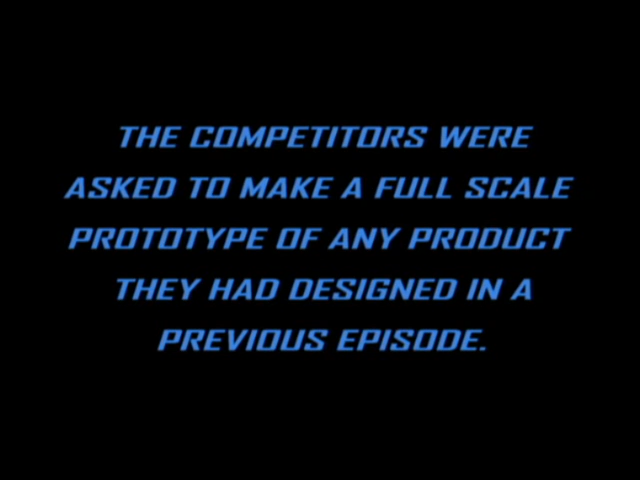 THE COMPETITORS WERE
ASKED TO MAKE A FULL SCALE
PROTOTYPE OF ANY PRODUCT
THEY HAD DESIGNED IN A
PREVIOUS EPISODE.